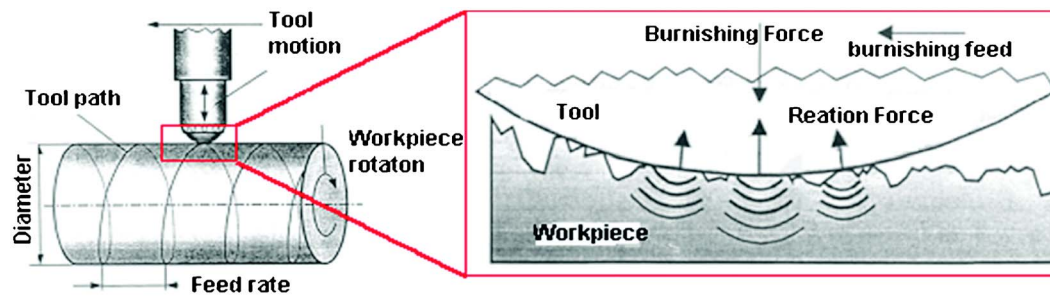 Tool
motion
Tool path
Workpiece
rotaton
Diameter
Feed rate
Burnishing Force
burnishing feed
Tool
Reation Force
Workpiece